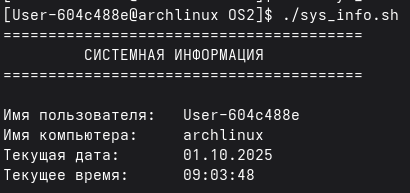 [User-604c488e@archlinux OS2]$ ./sys_info.sh
========================================
СИСТЕМНАЯ ИНФОРМАЦИЯ
========================================
Имя пользователя: User-604c488e
Имя компьютера: archlinux
Текущая дата: 01.10.2025
Текущее время: 09:03:48